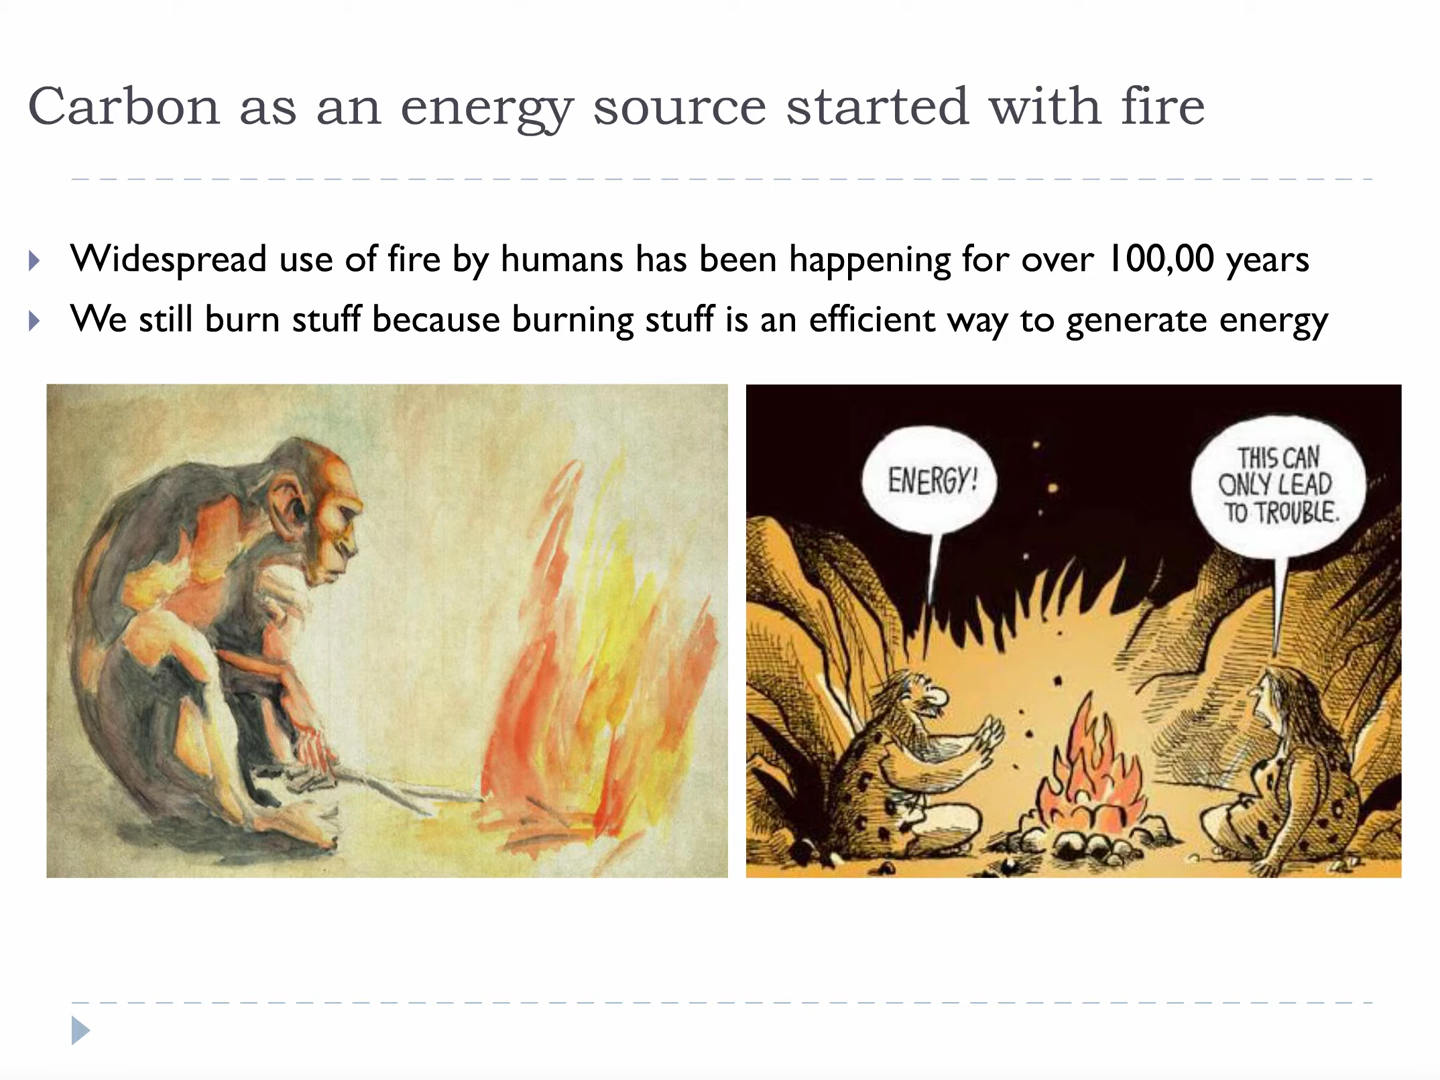 Carbon as an energy source started with fire
Widespread use of fire by humans has been happening for over 100,00 years
We still burn stuff because burning stuff is an efficient way to generate energy
ENERGY!
THIS CAN
ONLY LEAD
TO TROUBLE.